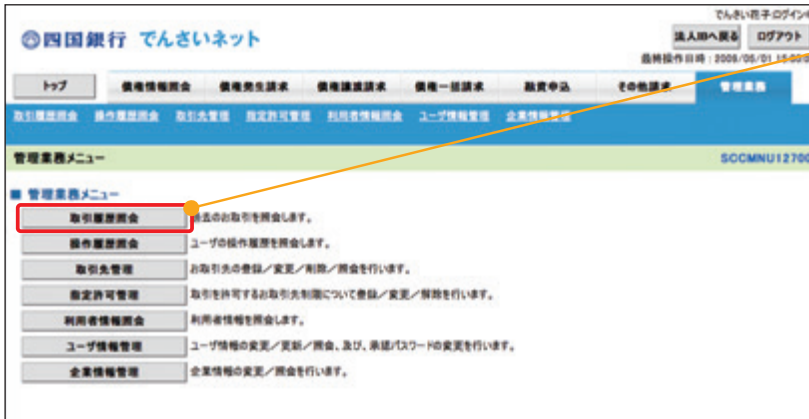 でんさい花子:ログイン中
四国銀行 でんさいネット
法人IBへ戻る ログアウト
最終操作日時：2009/05/01
トップ 債権情報照会 債権発生請求 債権譲渡請求 債権一括請求 融資申込 その他請求 管理業務
取引履歴照会 操作履歴照会 取引先管理 指定許可管理 利用者情報照会 ユーザ情報管理 企業情報管理
管理業務メニュー SCCMNU12700
■ 管理業務メニュー
取引履歴照会 過去のお取引を照会します。
操作履歴照会 ユーザの操作履歴を照会します。
取引先管理 お取引先の登録／変更／削除／照会を行います。
指定許可管理 取引を許可するお取引先制限について登録／変更／解除を行います。
利用者情報照会 利用者情報を照会します。
ユーザ情報管理 ユーザ情報の変更／更新／照会、及び、承認パスワードの変更を行います。
企業情報管理 企業情報の変更／照会を行います。